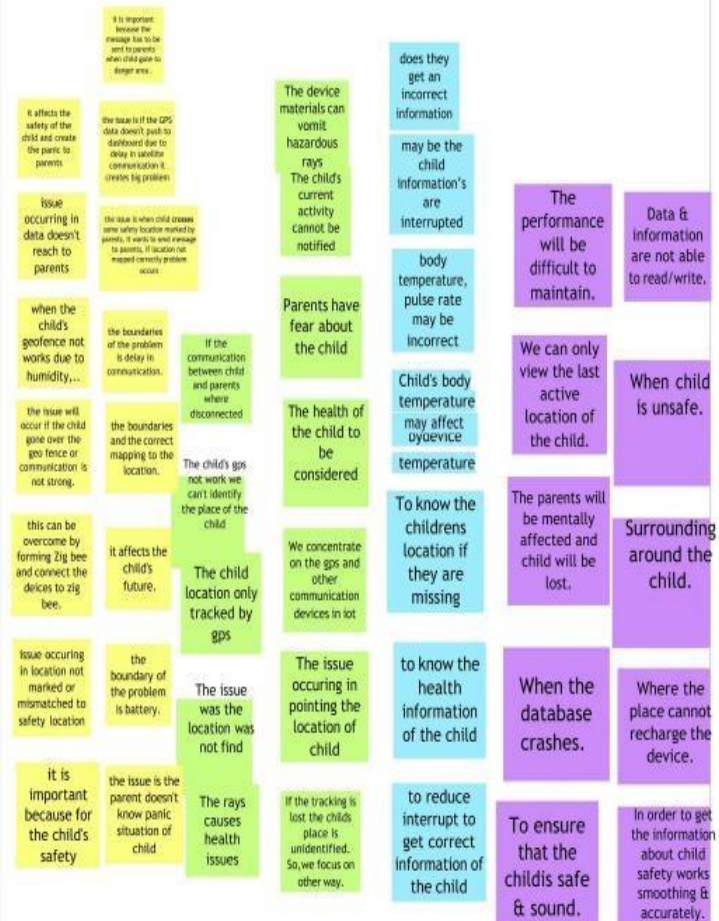 it is important
because the
message has to be
sent to parents
when child gone to
danger area.
it affects the
safety of the
child and create
the panic to
parents
the issue is if the GPS
data doesn't push to
dashboard due to
delay in satellite
communication it
creates big problem
issue
occurring in
data doesn't
reach to
parents
the issue is when child crosses
some safety location marked by
parents, it wants to send message
to parents, if location not
mapped correctly problem
occurs
when the
child's
geofence not
works due to
humidity,..
the boundaries
of the problem
is delay in
communication.
the issue will
occur if the child
gone over the
geo fence or
communication is
not strong.
the boundaries
and the correct
mapping to the
location.
this can be
overcome by
forming Zig bee
and connect the
deices to zig
bee.
it affects the
child's
future.
issue occuring
in location not
marked or
mismatched to
safety location
the
boundary of
the problem
is battery.
it is
important
because for
the child's
safety
the issue is the
parent doesn't
know panic
situation of
child
If the
communication
between child
and parents
where
disconnected
The child's gps
not work we
can't identify
the place of the
child
The child
location only
tracked by
gps
The issue
was the
location was
not find
The rays
causes
health
issues
The device
materials can
vomit
hazardous
rays
The child's
current
activity
cannot be
notified
Parents have
fear about
the child
The health of
the child to
be
considered
We concentrate
on the gps and
other
communication
devices in iot
The issue
occuring in
pointing the
location of
child
If the tracking is
lost the childs
place is
unidentified.
So,we focus on
other way.
does they
get an
incorrect
information
may be the
child
information's
are
interrupted
body
temperature,
pulse rate
may be
incorrect
Child's body
temperature
may affect
bydevice
temperature
To know the
childrens
location if
they are
missing
to know the
health
information
of the child
to reduce
interrupt to
get correct
information of
the child
The
performance
will be
difficult to
maintain.
Data &
information
are not able
to read/write.
We can only
view the last
active
location of
the child.
When child
is unsafe.
The parents will
be mentally
affected and
child will be
lost.
Surrounding
around the
child.
When the
database
crashes.
Where the
place cannot
recharge the
device.
To ensure
that the
childis safe
& sound.
In order to get
the information
about child
safety works
smoothing &
accurately.